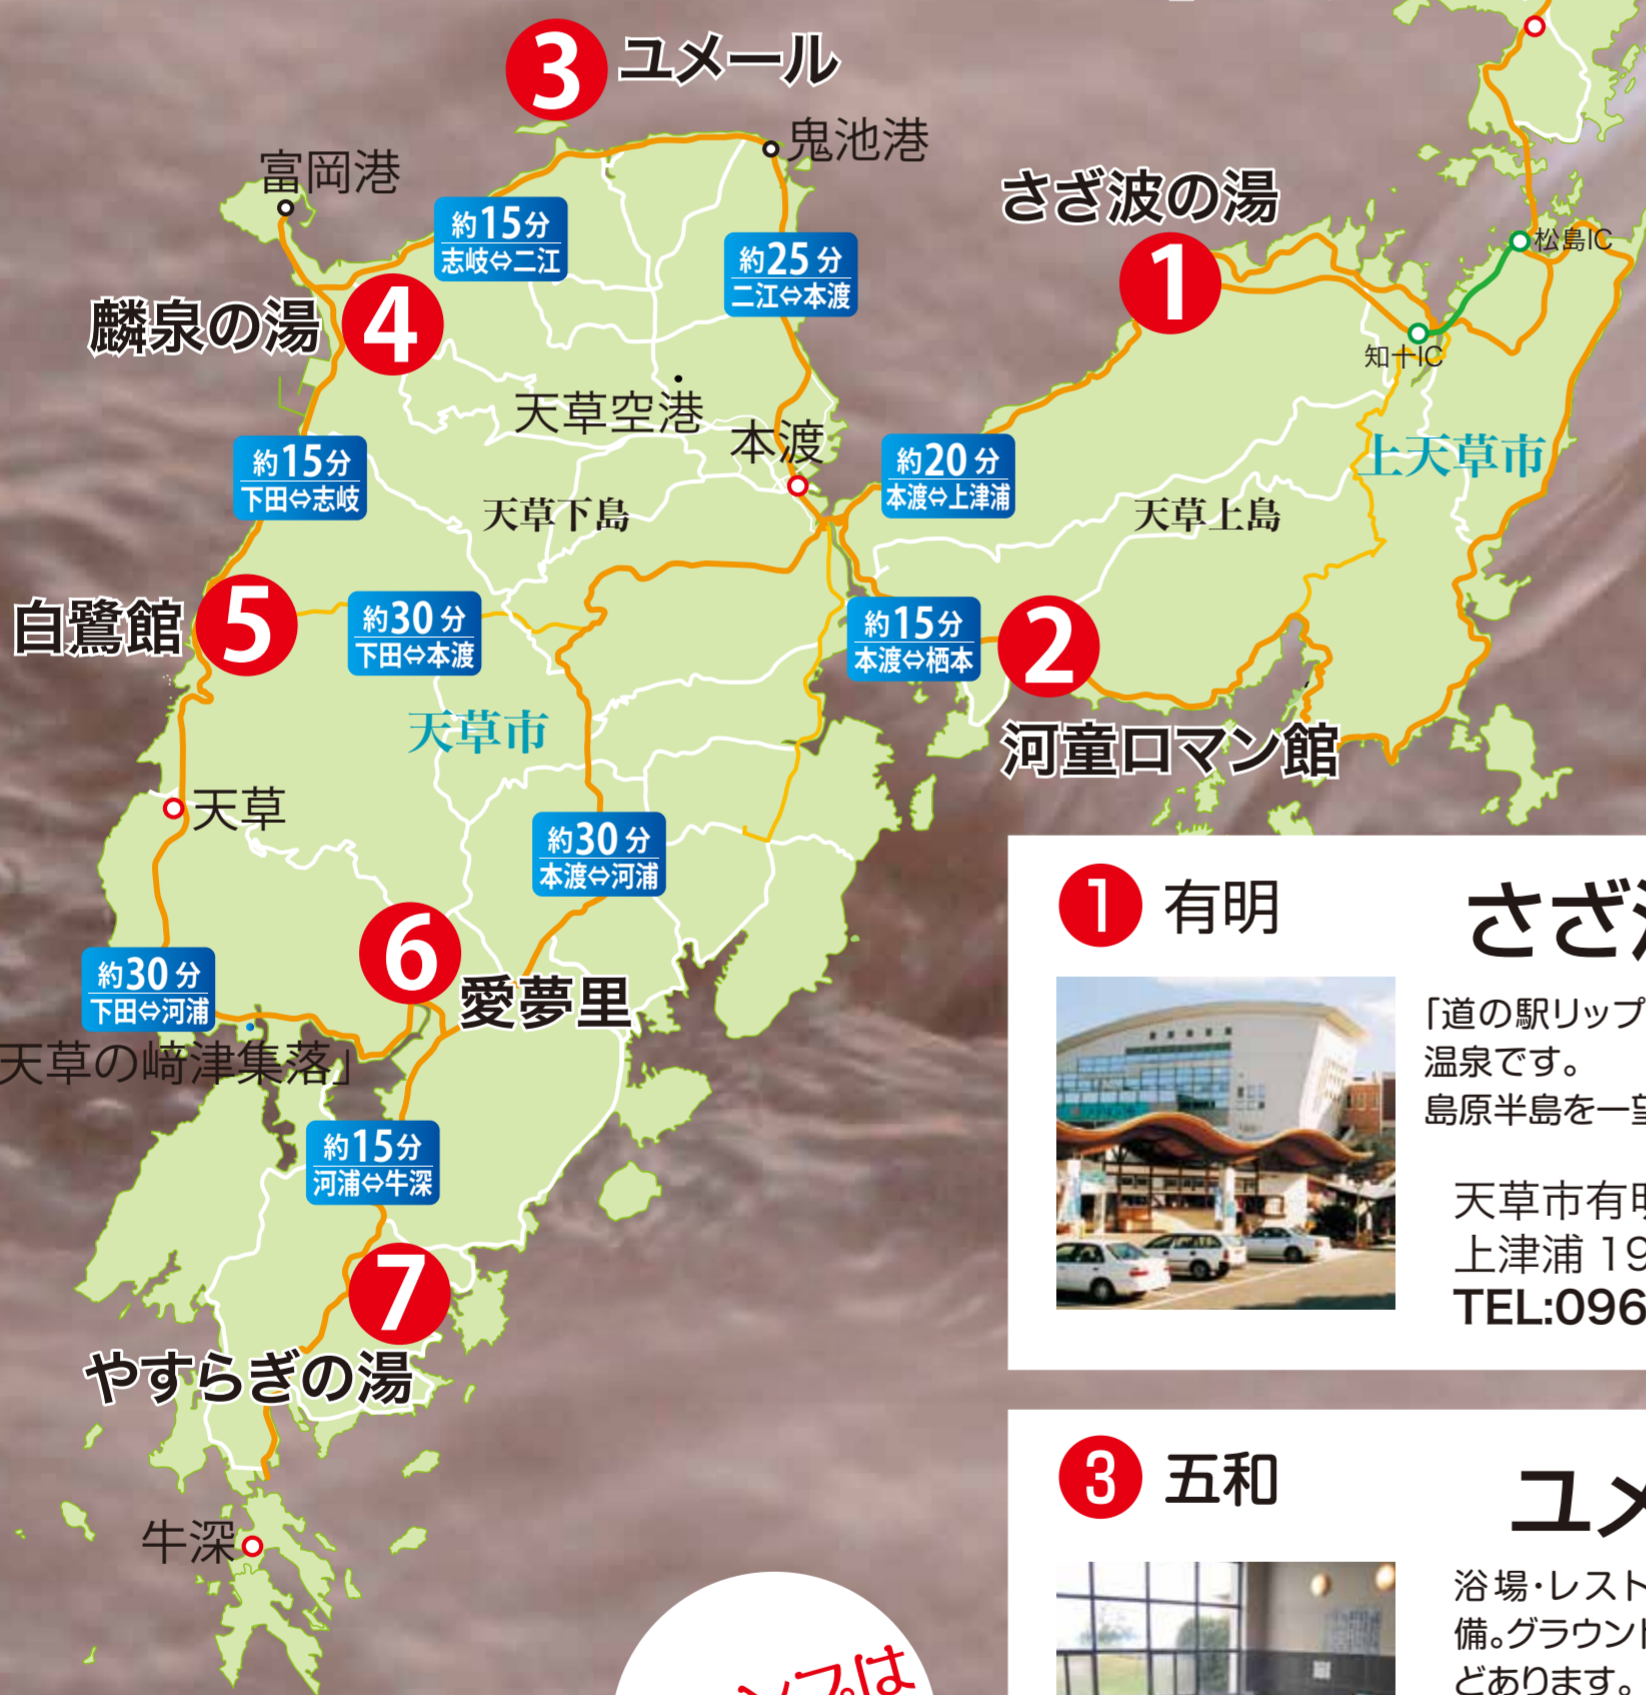 3 ユメール
鬼池港
富岡港
約15分
志岐⇔二江
約25分
二江⇔本渡
さざ波の湯
1
松島IC
知十IC
麟泉の湯 4
天草空港
本渡
約15分
下田⇔志岐
天草下島
約20分
本渡⇔上津浦
天草上島
上天草市
白鷺館 5
約30分
下田⇔本渡
約15分
本渡⇔栖本
2
河童ロマン館
天草市
天草
約30分
本渡⇔河浦
6
愛夢里
約30分
下田⇔河浦
天草の﨑津集落」
約15分
河浦⇔牛深
7
やすらぎの湯
牛深
1 有明
さざ
「道の駅リップ
温泉です。
島原半島を一望
天草市有明
上津浦 19
TEL:096
3 五和
ユメ
浴場・レスト
備。グラウント
どあります。
ンプは